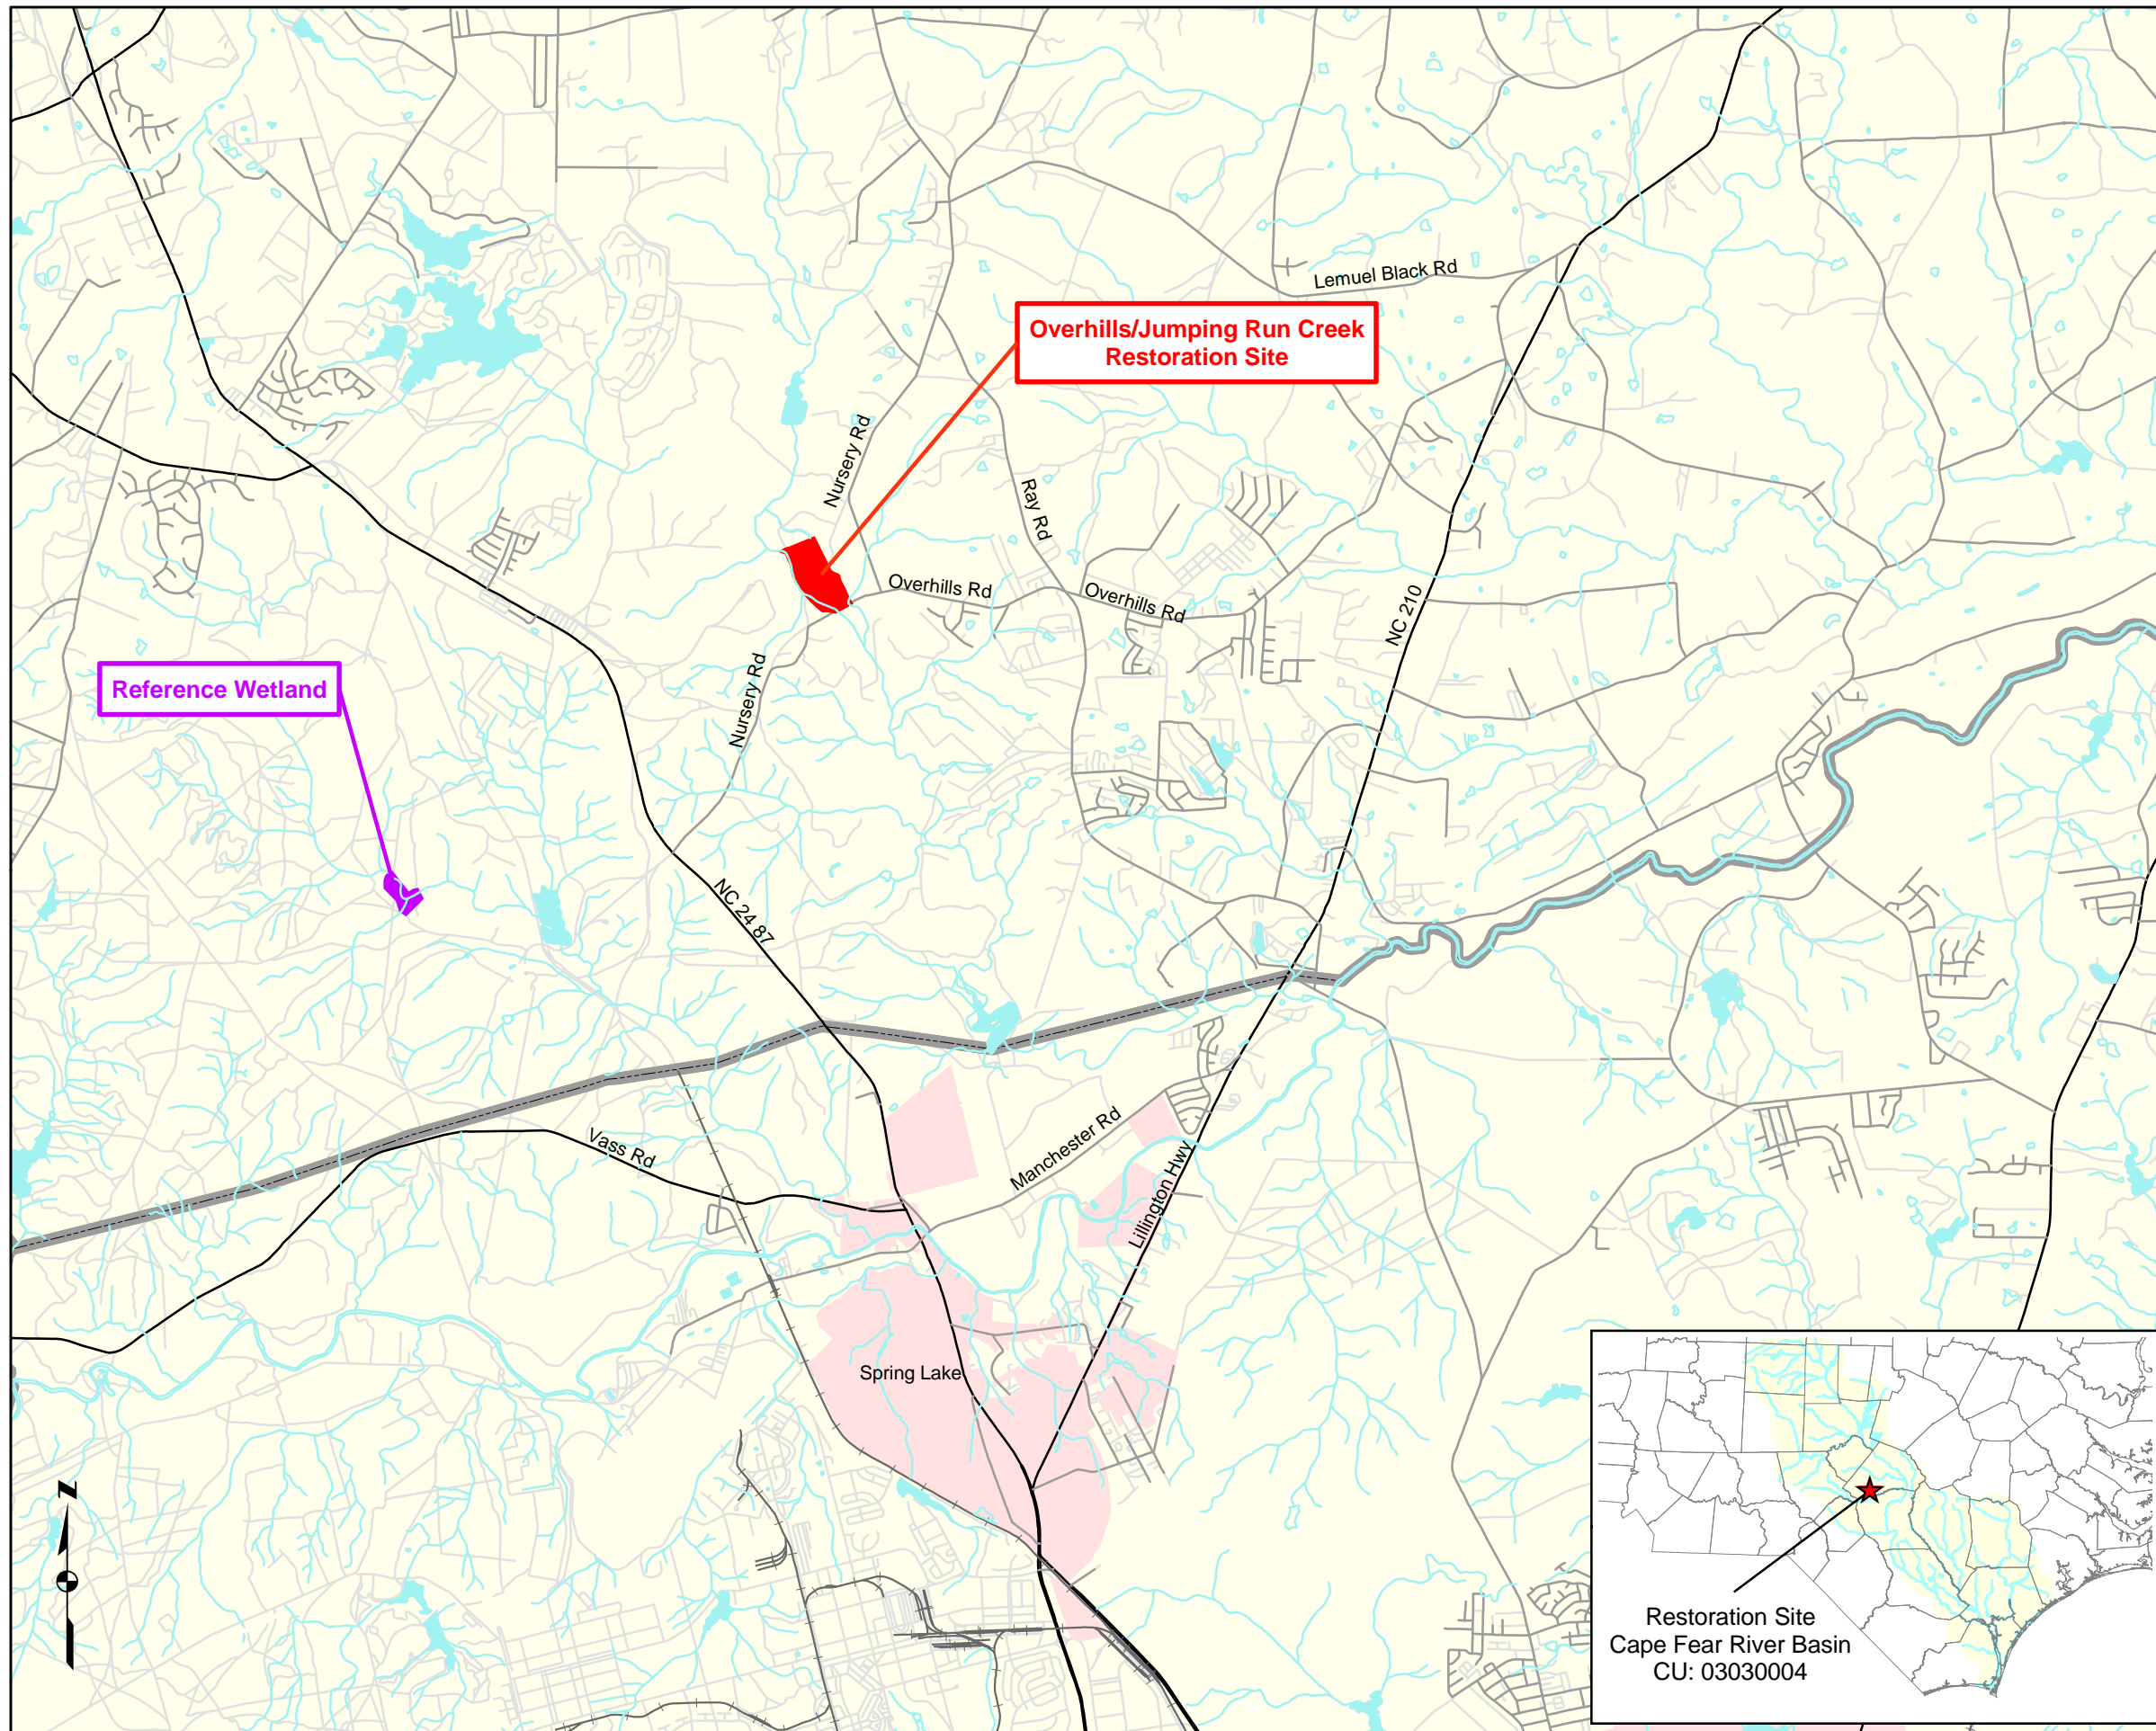 Lemuel Black Rd
Overhills/Jumping Run Creek
Restoration Site
Nursery Rd
Ray Rd
Overhills Rd
Overhills Rd
NC 210
Reference Wetland
Nursery Rd
NC 24 87
Vass Rd
Manchester Rd
Lillington Hwy
Spring Lake
N
Restoration Site
Cape Fear River Basin
CU: 03030004